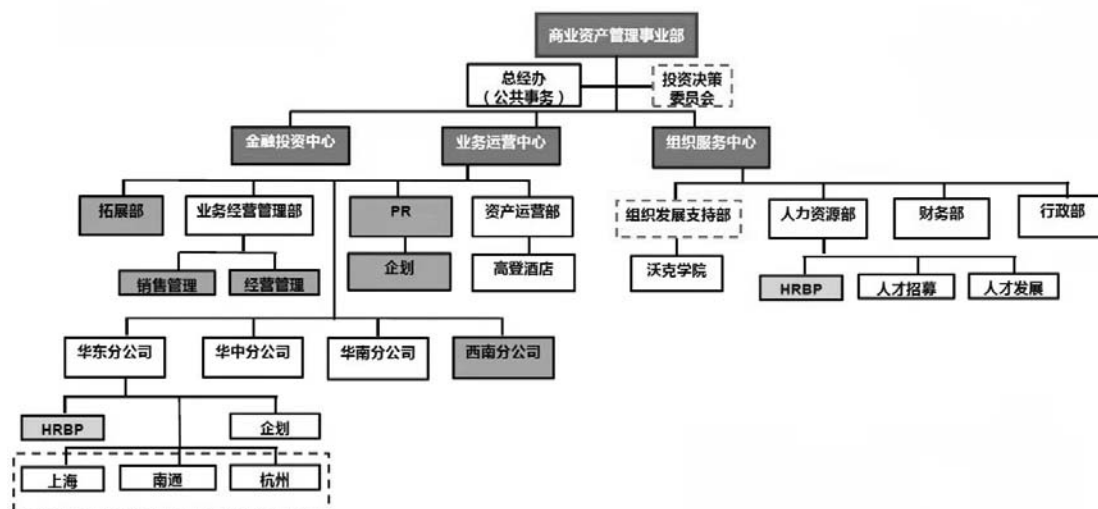 商业资产管理事业部
总经办
（公共事务）
投资决策
委员会
金融投资中心
业务运营中心
组织服务中心
拓展部
业务经营管理部
PR
资产运营部
组织发展支持部
人力资源部
财务部
行政部
销售管理
经营管理
企划
高登酒店
沃克学院
HRBP
人才招募
人才发展
华东分公司
华中分公司
华南分公司
西南分公司
HRBP
企划
上海
南通
杭州